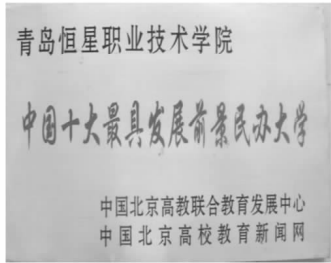 青岛恒星职业技术学院
中国十大最具发展前景民办大学
中国北京高教联合教育发展中心
中国北京高校教育新闻网